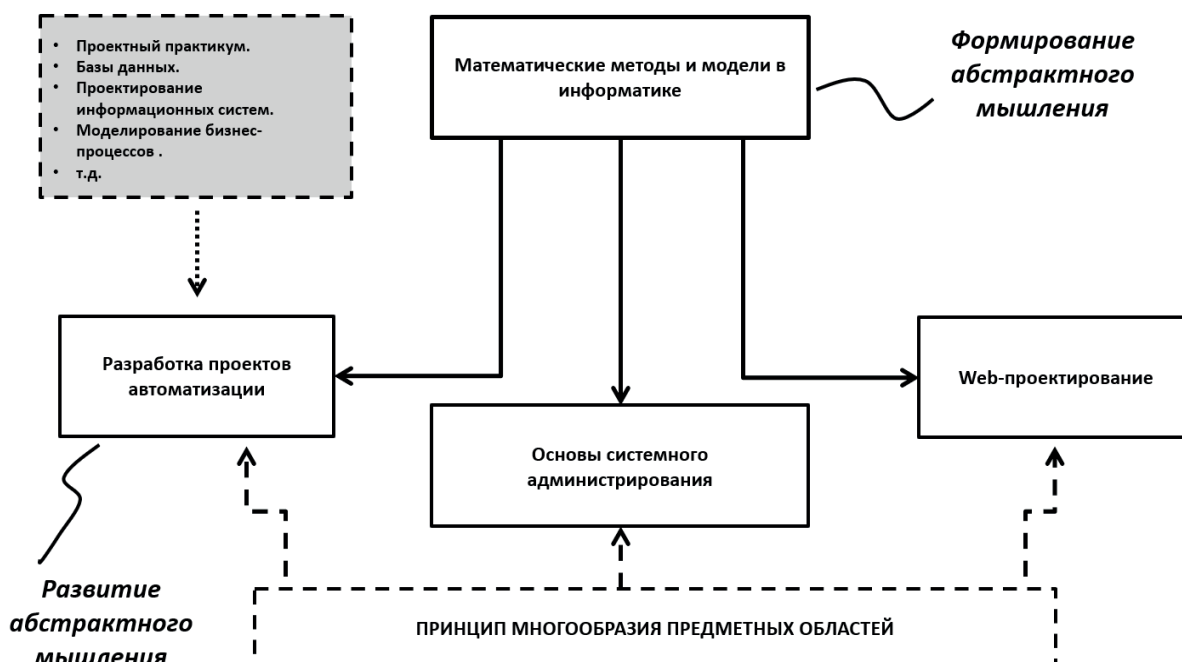 • Проектный практикум.
• Базы данных.
• Проектирование
информационных систем.
• Моделирование бизнес-
процессов .
• т.д.
Математические методы и модели в
информатике
Формирование
абстрактного
мышления
Разработка проектов
автоматизации
Web-проектирование
Основы системного
администрирования
Развитие
абстрактного
мышления
ПРИНЦИП МНОГООБРАЗИЯ ПРЕДМЕТНЫХ ОБЛАСТЕЙ